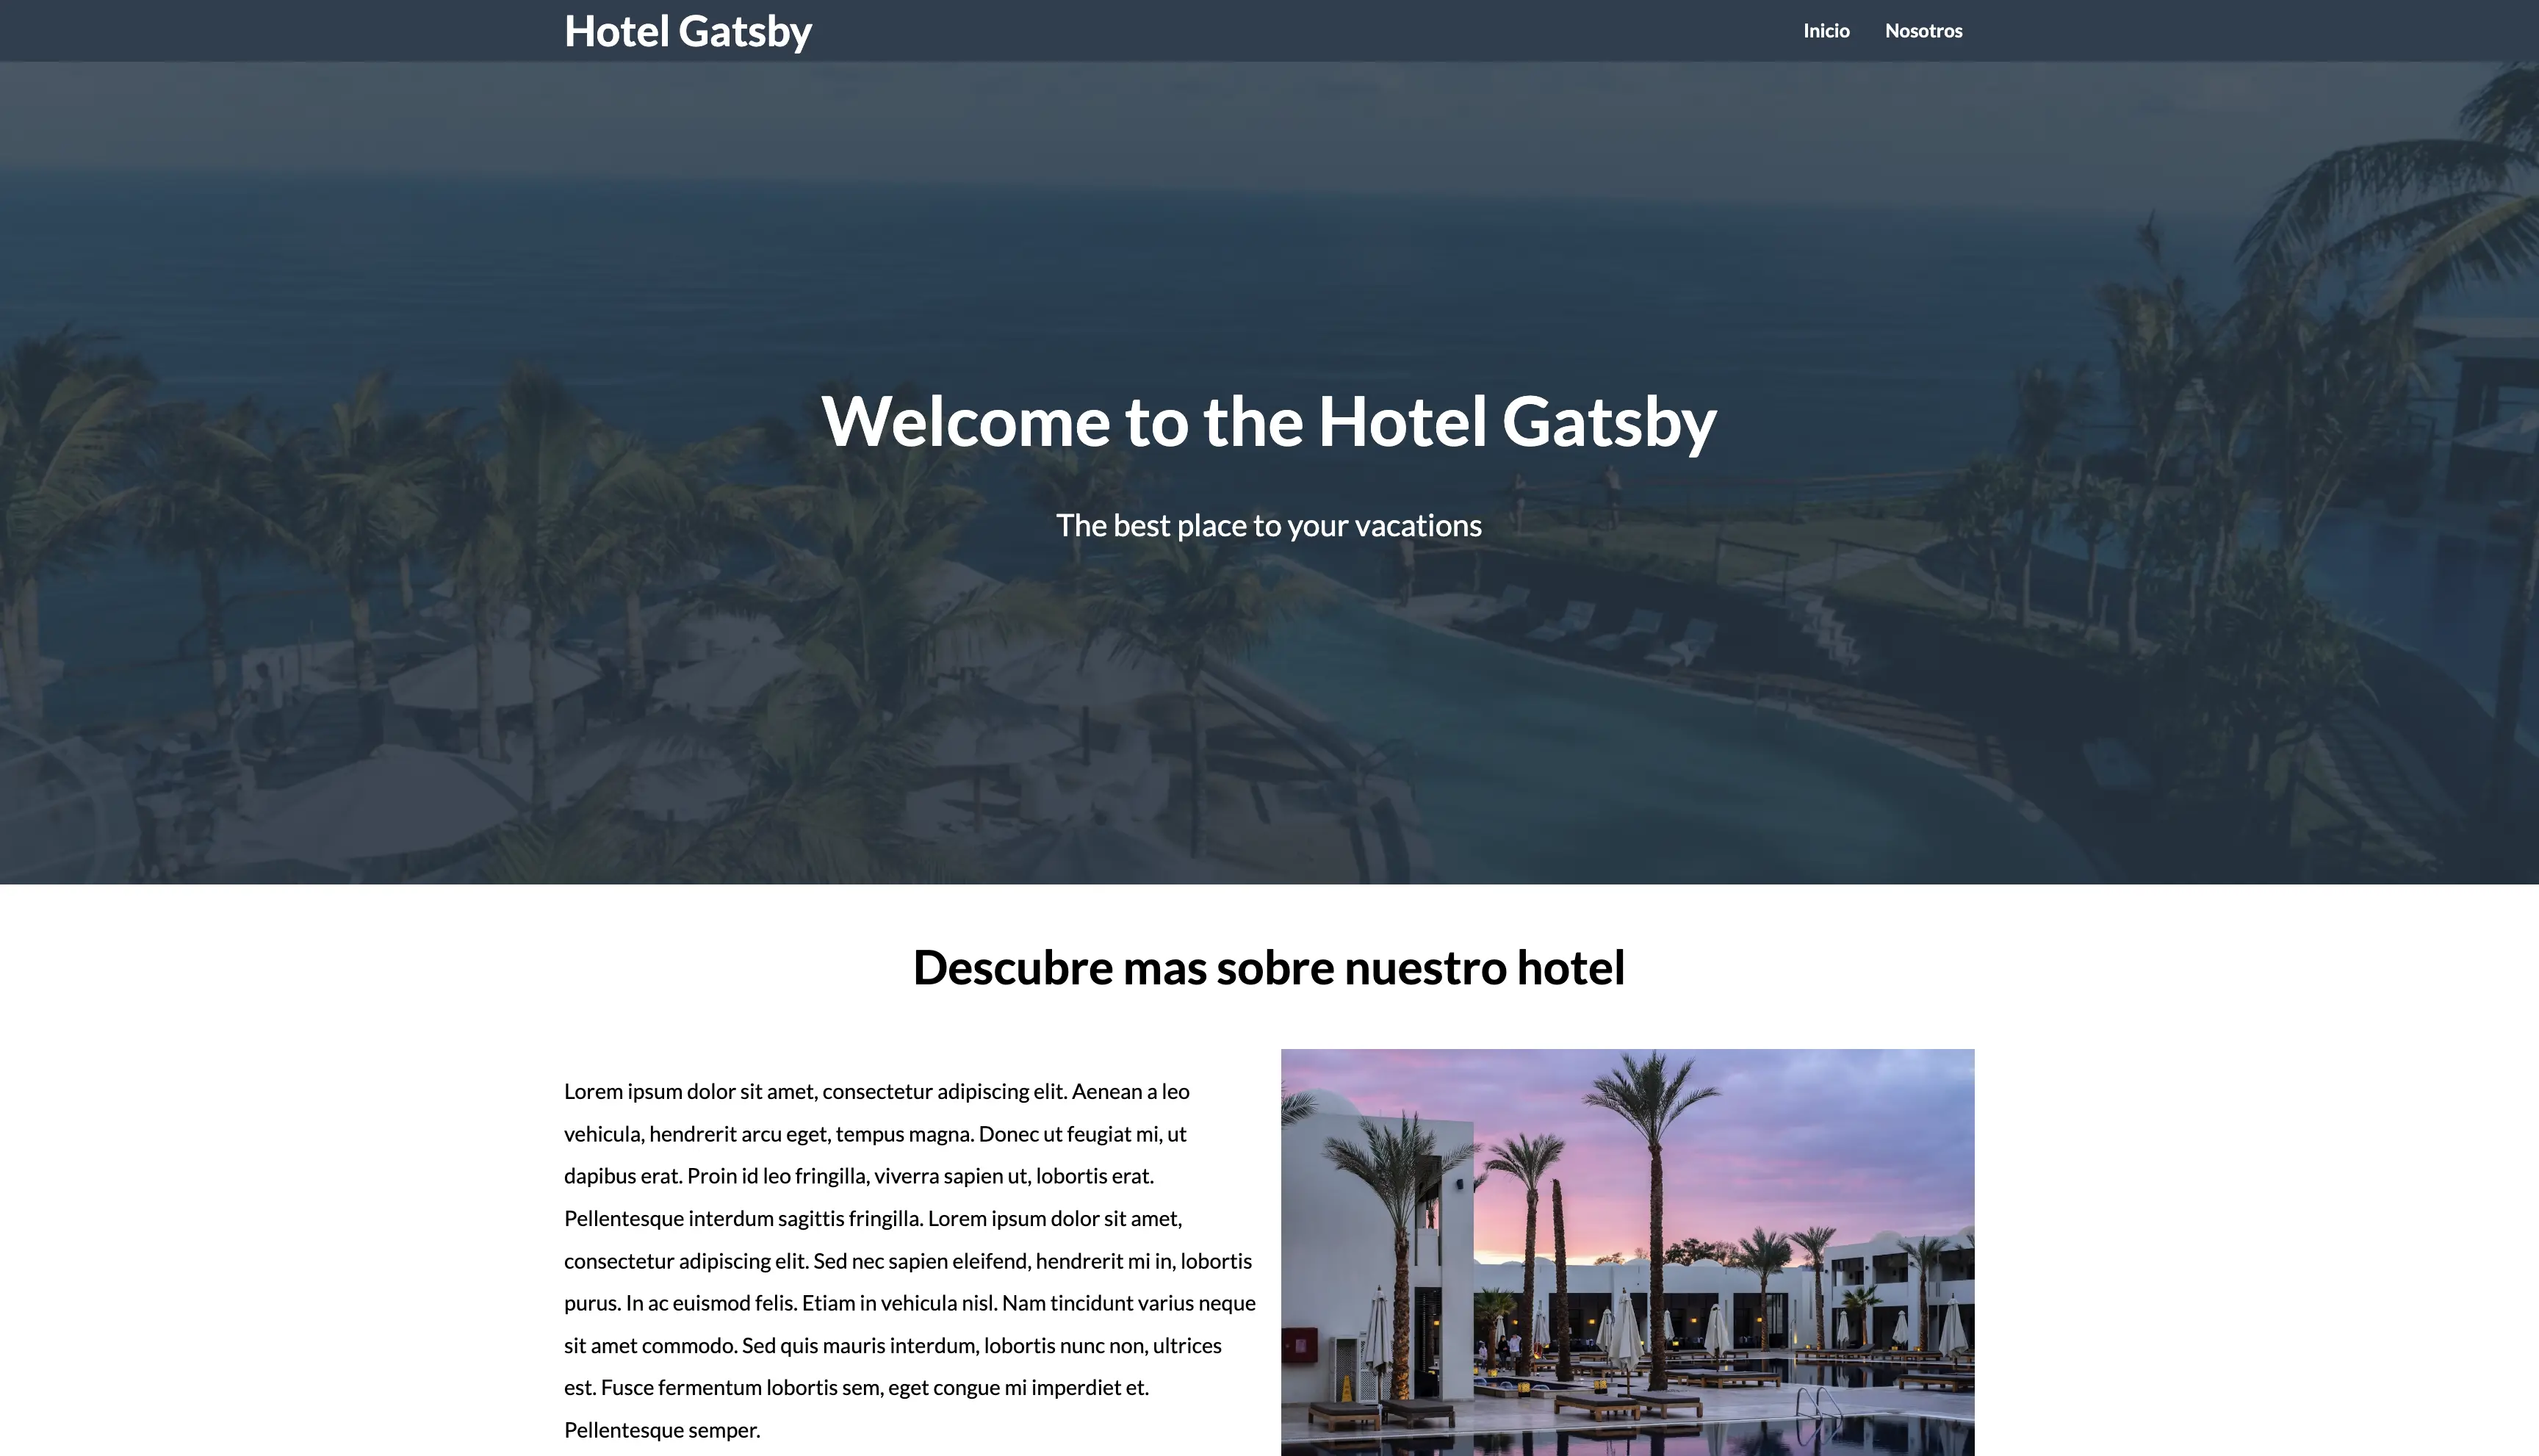 Hotel Gatsby
Inicio Nosotros
Welcome to the Hotel Gatsby
The best place to your vacations
Descubre mas sobre nuestro hotel
Lorem ipsum dolor sit amet, consectetur adipiscing elit. Aenean a leo
vehicula, hendrerit arcu eget, tempus magna. Donec ut feugiat mi, ut
dapibus erat. Proin id leo fringilla, viverra sapien ut, lobortis erat.
Pellentesque interdum sagittis fringilla. Lorem ipsum dolor sit amet,
consectetur adipiscing elit. Sed nec sapien eleifend, hendrerit mi in, lobortis
purus. In ac euismod felis. Etiam in vehicula nisl. Nam tincidunt varius neque
sit amet commodo. Sed quis mauris interdum, lobortis nunc non, ultrices
est. Fusce fermentum lobortis sem, eget congue mi imperdiet et.
Pellentesque semper.